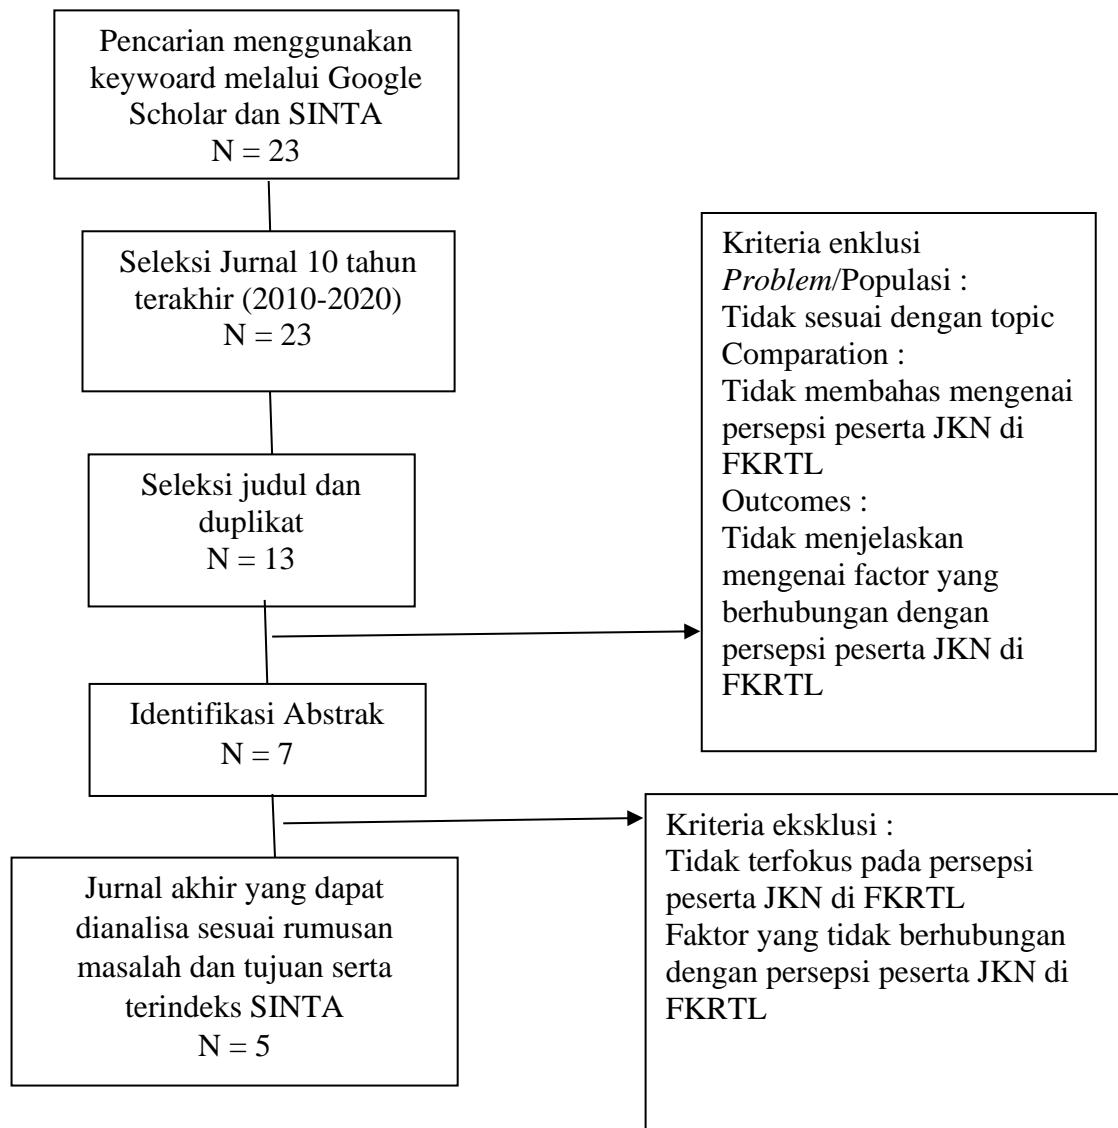 Pencarian menggunakan
keywoard melalui Google
Scholar dan SINTA
N = 23
Seleksi Jurnal 10 tahun
terakhir (2010-2020)
N = 23
Seleksi judul dan
duplikat
N = 13
Kriteria enklusi
Problem/Populasi :
Tidak sesuai dengan topic
Comparation :
Tidak membahas mengenai
persepsi peserta JKN di
FKRTL
Outcomes :
Tidak menjelaskan
mengenai factor yang
berhubungan dengan
persepsi peserta JKN di
FKRTL
Identifikasi Abstrak
N = 7
Kriteria eksklusi :
Tidak terfokus pada persepsi
peserta JKN di FKRTL
Faktor yang tidak berhubungan
dengan persepsi peserta JKN di
FKRTL
Jurnal akhir yang dapat
dianalisa sesuai rumusan
masalah dan tujuan serta
terindeks SINTA
N = 5